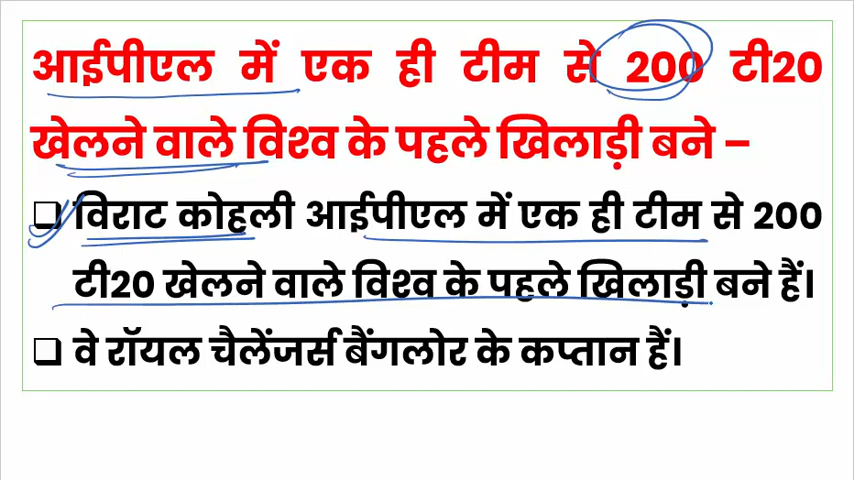 आईपीएल में एक ही टीम से 200 टी20
खेलने वाले विश्व के पहले खिलाड़ी बने –
❑ विराट कोहली आईपीएल में एक ही टीम से 200
टी20 खेलने वाले विश्व के पहले खिलाड़ी बने हैं।
❑ वे रॉयल चैलेंजर्स बैंगलोर के कप्तान हैं।